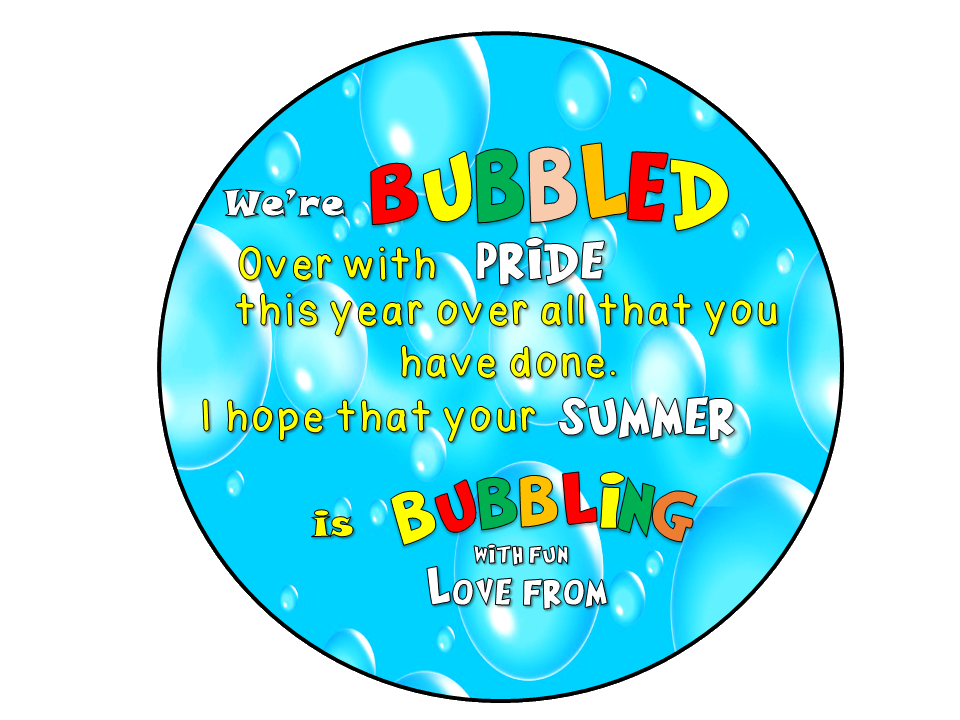 We're BUBBLED
Over with PRiDE
this year over all that you
have done.
I hope that your SUMMER
is BUBBLiNG
WiTH FUN
LOVE FROM